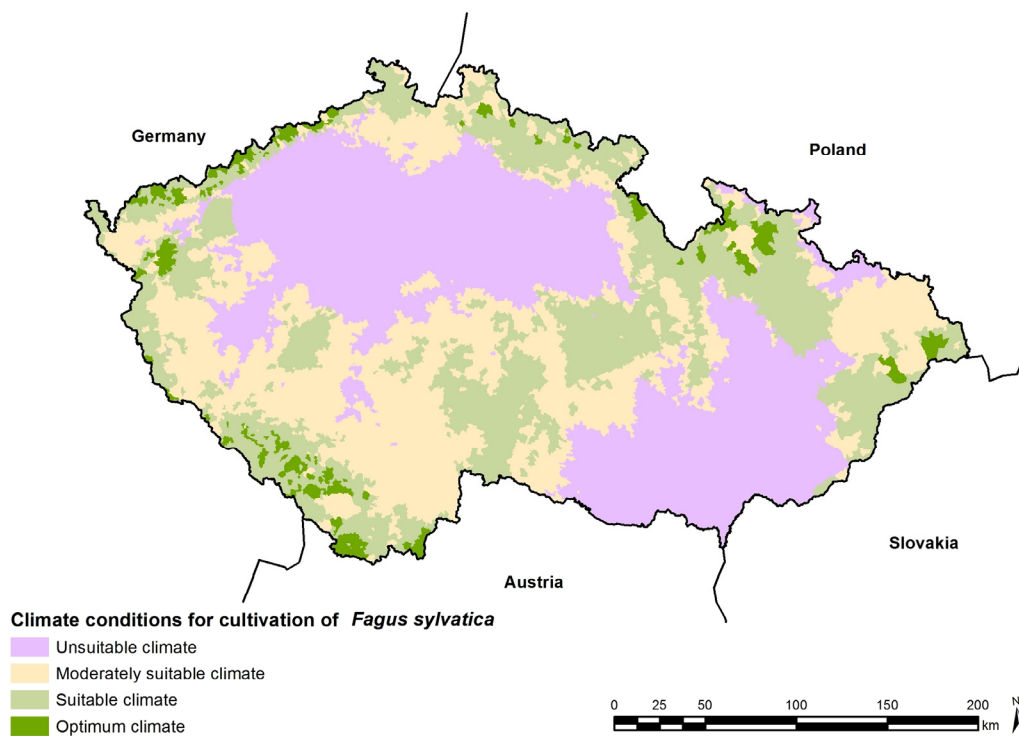 Germany
Poland
Slovakia
Austria
Climate conditions for cultivation of Fagus sylvatica
Unsuitable climate
Moderately suitable climate
Suitable climate
Optimum climate
0 25 50 100 150 200
km
N